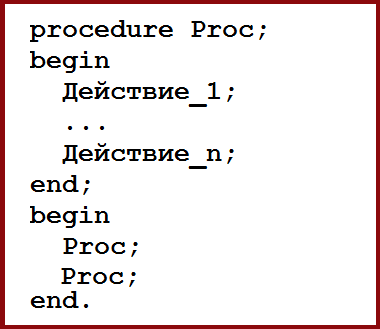 procedure Proc;
begin
Действие_1;
...
Действие_n;
end;
begin
Proc;
Proc;
end.